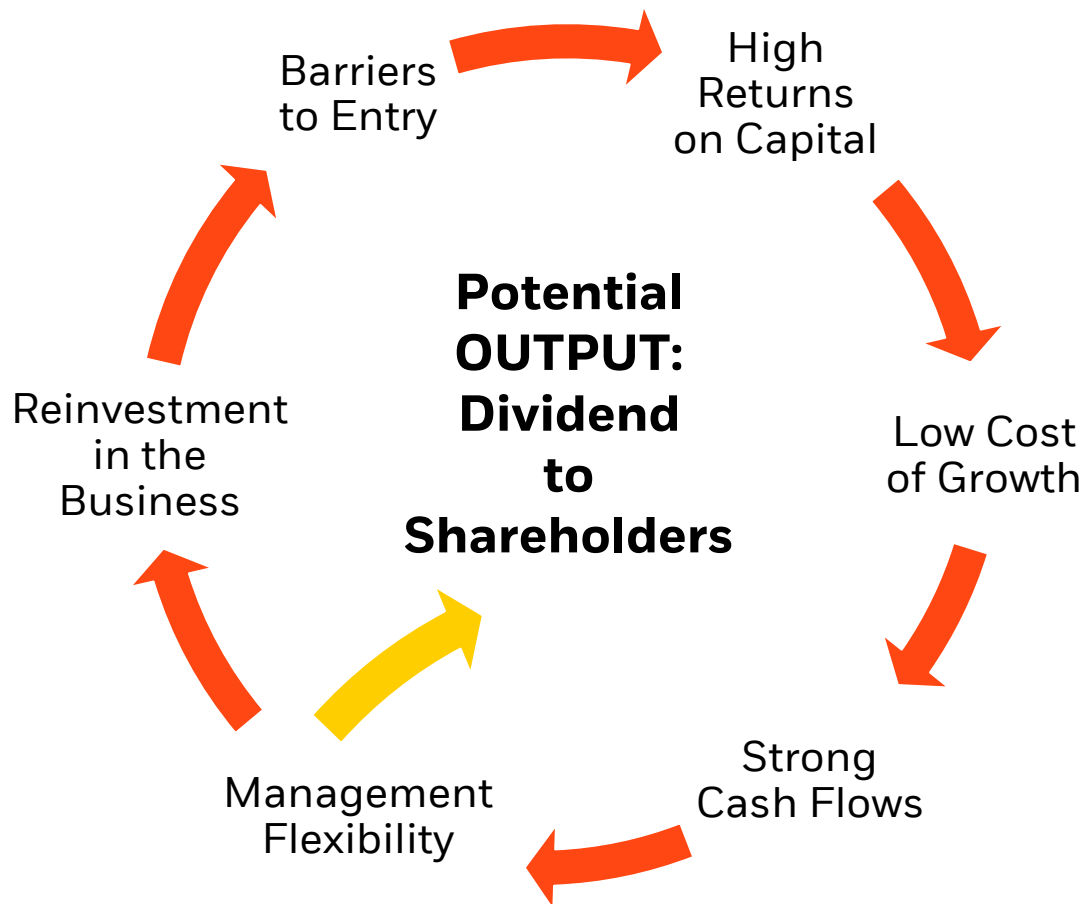 Barriers
to Entry
High
Returns
on Capital
Low Cost
of Growth
Strong
Cash Flows
Management
Flexibility
Reinvestment
in the
Business
Potential
OUTPUT:
Dividend
to
Shareholders